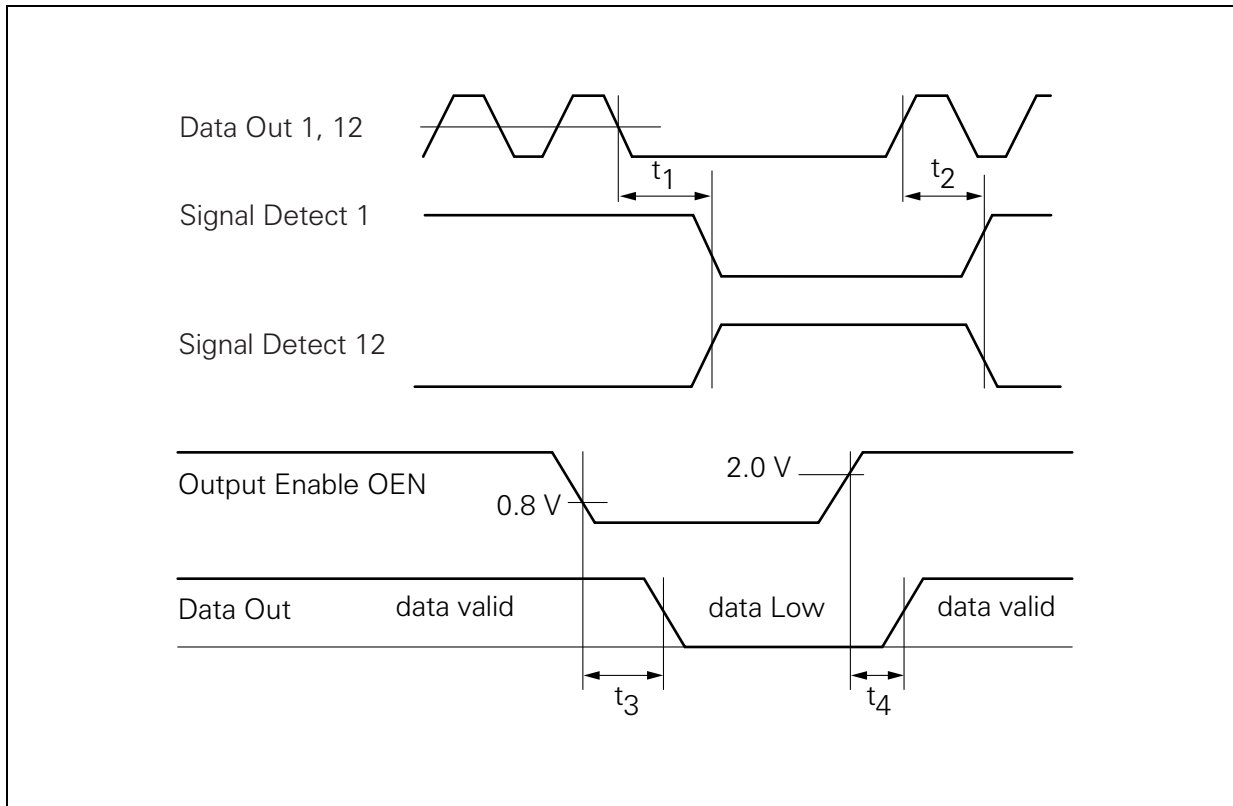 Data Out 1, 12
t1
t2
Signal Detect 1
Signal Detect 12
Output Enable OEN
0.8 V
2.0 V
Data Out
data valid
data Low
data valid
t3
t4